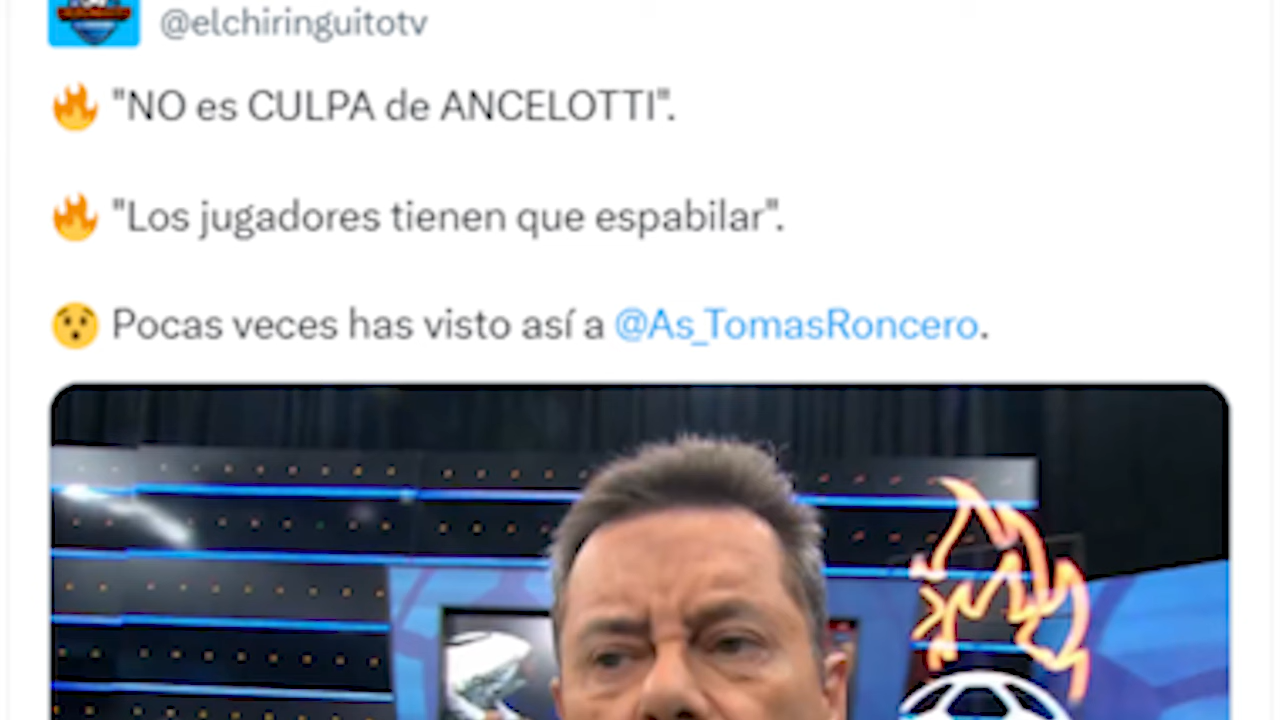 @elchiringuitotv
🔥 "NO es CULPA de ANCELOTTI".
🔥 "Los jugadores tienen que espabilar".
😯 Pocas veces has visto así a @As_TomasRoncero.